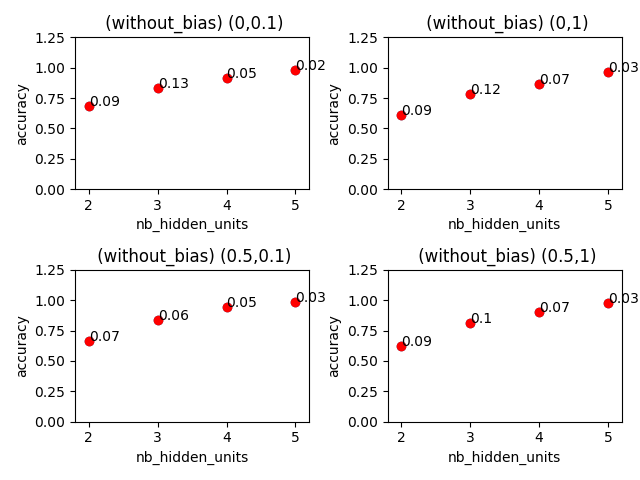 (without_bias) (0,0.1)
1.25
1.00
0.75
0.50
0.25
0.00
accuracy
0.09
0.13
0.05
0.02
2 3 4 5
nb_hidden_units
(without_bias) (0,1)
1.25
1.00
0.75
0.50
0.25
0.00
accuracy
0.09
0.12
0.07
0.03
2 3 4 5
nb_hidden_units
(without_bias) (0.5,0.1)
1.25
1.00
0.75
0.50
0.25
0.00
accuracy
0.07
0.06
0.05
0.03
2 3 4 5
nb_hidden_units
(without_bias) (0.5,1)
1.25
1.00
0.75
0.50
0.25
0.00
accuracy
0.09
0.1
0.07
0.03
2 3 4 5
nb_hidden_units